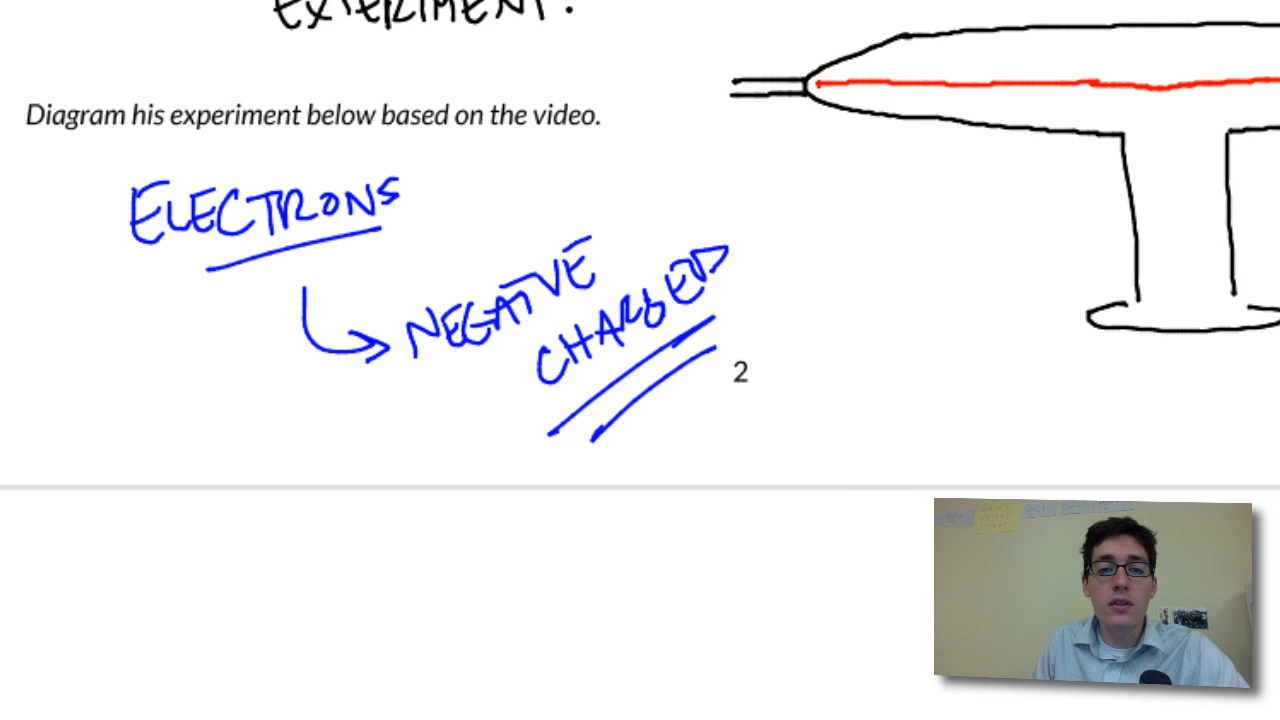 EXPERIMENT:
Diagram his experiment below based on the video.
ELECTRONS
NEGATIVE
CHARGED
2